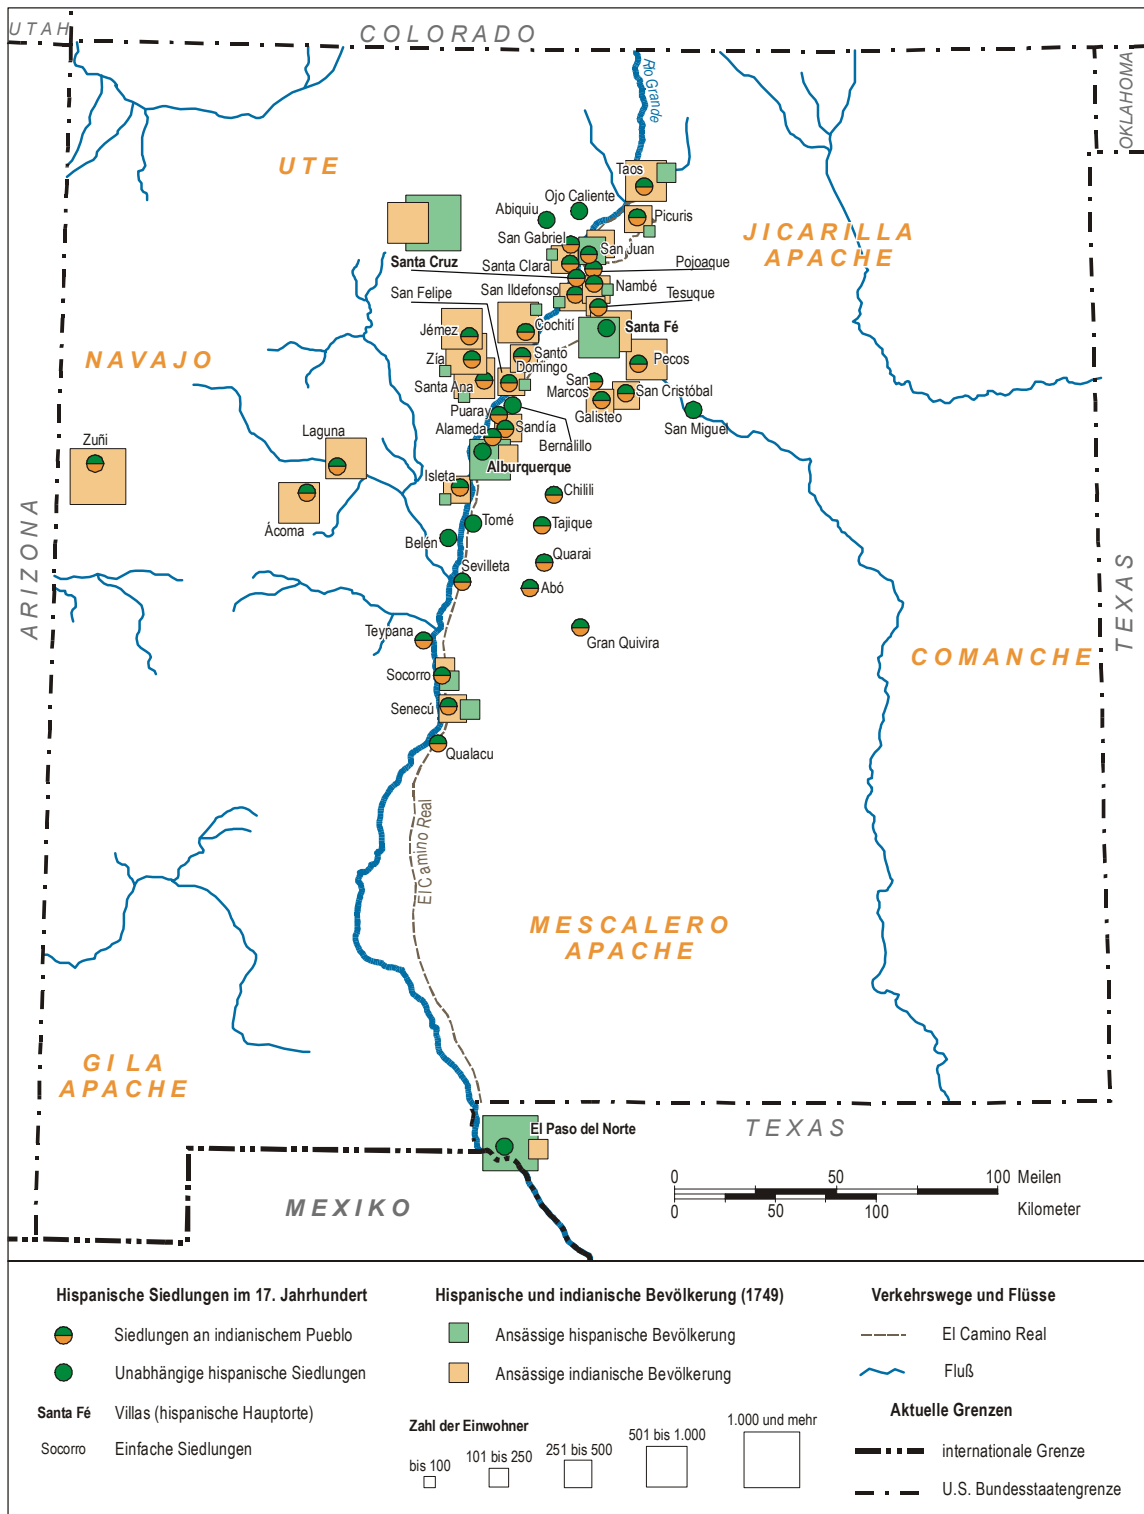 UTAH
COLORADO
OKLAHOMA
Rio Grande
UTE
Taos
Ojo Caliente
Abiquiu
Picuris
JICARILLA
APACHE
San Gabriel
San Juan
Santa Cruz
Santa Clara
Pojoaque
San Felipe
San Ildefonso
Nambé
Tesuque
Jémez
Cochití
Santa Fé
NAVAJO
Zía
Santo
Domingo
Pecos
Santa Ana
San
Marcos
San Cristóbal
Galisteo
San Miguel
Puaray
Alameda
Sandía
Bernalillo
Zuñi
Laguna
Alburquerque
Isleta
Chilili
Ácoma
ARIZONA
Tomé
Tajique
Belén
Quarai
Sevilleta
Abó
TEXAS
Teypana
Gran Quivira
COMANCHE
Socorro
Senecú
Qualacu
El Camino Real
MESCALERO
APACHE
GILA
APACHE
El Paso del Norte
TEXAS
MEXIKO
0 50 100 Meilen
0 50 100 Kilometer
Hispanische Siedlungen im 17. Jahrhundert
Siedlungen an indianischem Pueblo
Unabhängige hispanische Siedlungen
Santa Fé Villas (hispanische Hauptorte)
Socorro Einfache Siedlungen
Hispanische und indianische Bevölkerung (1749)
Ansässige hispanische Bevölkerung
Ansässige indianische Bevölkerung
Zahl der Einwohner
bis 100
101 bis 250
251 bis 500
501 bis 1.000
1.000 und mehr
Verkehrswege und Flüsse
El Camino Real
Fluß
Aktuelle Grenzen
internationale Grenze
U.S. Bundesstaatengrenze